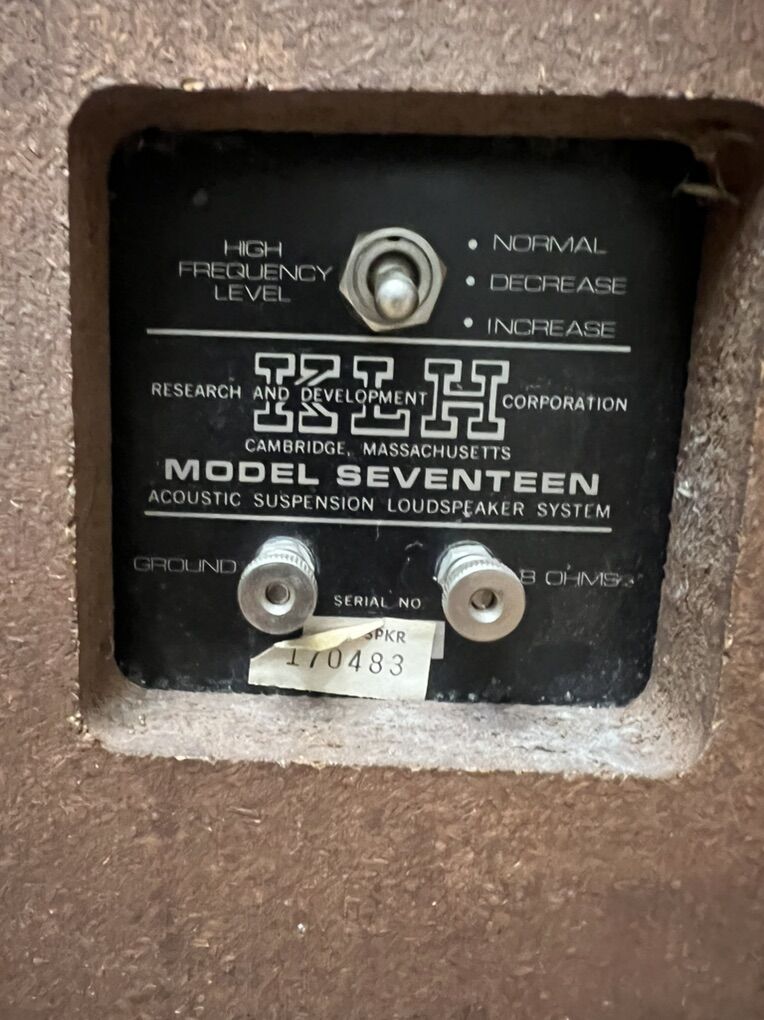 HIGH
FREQUENCY
LEVEL
• NORMAL
• DECREASE
• INCREASE
KLH
RESEARCH AND DEVELOPMENT CORPORATION
CAMBRIDGE, MASSACHUSETTS
MODEL SEVENTEEN
ACOUSTIC SUSPENSION LOUDSPEAKER SYSTEM
GROUND
8 OHMS
SERIAL NO
SPKR
170483